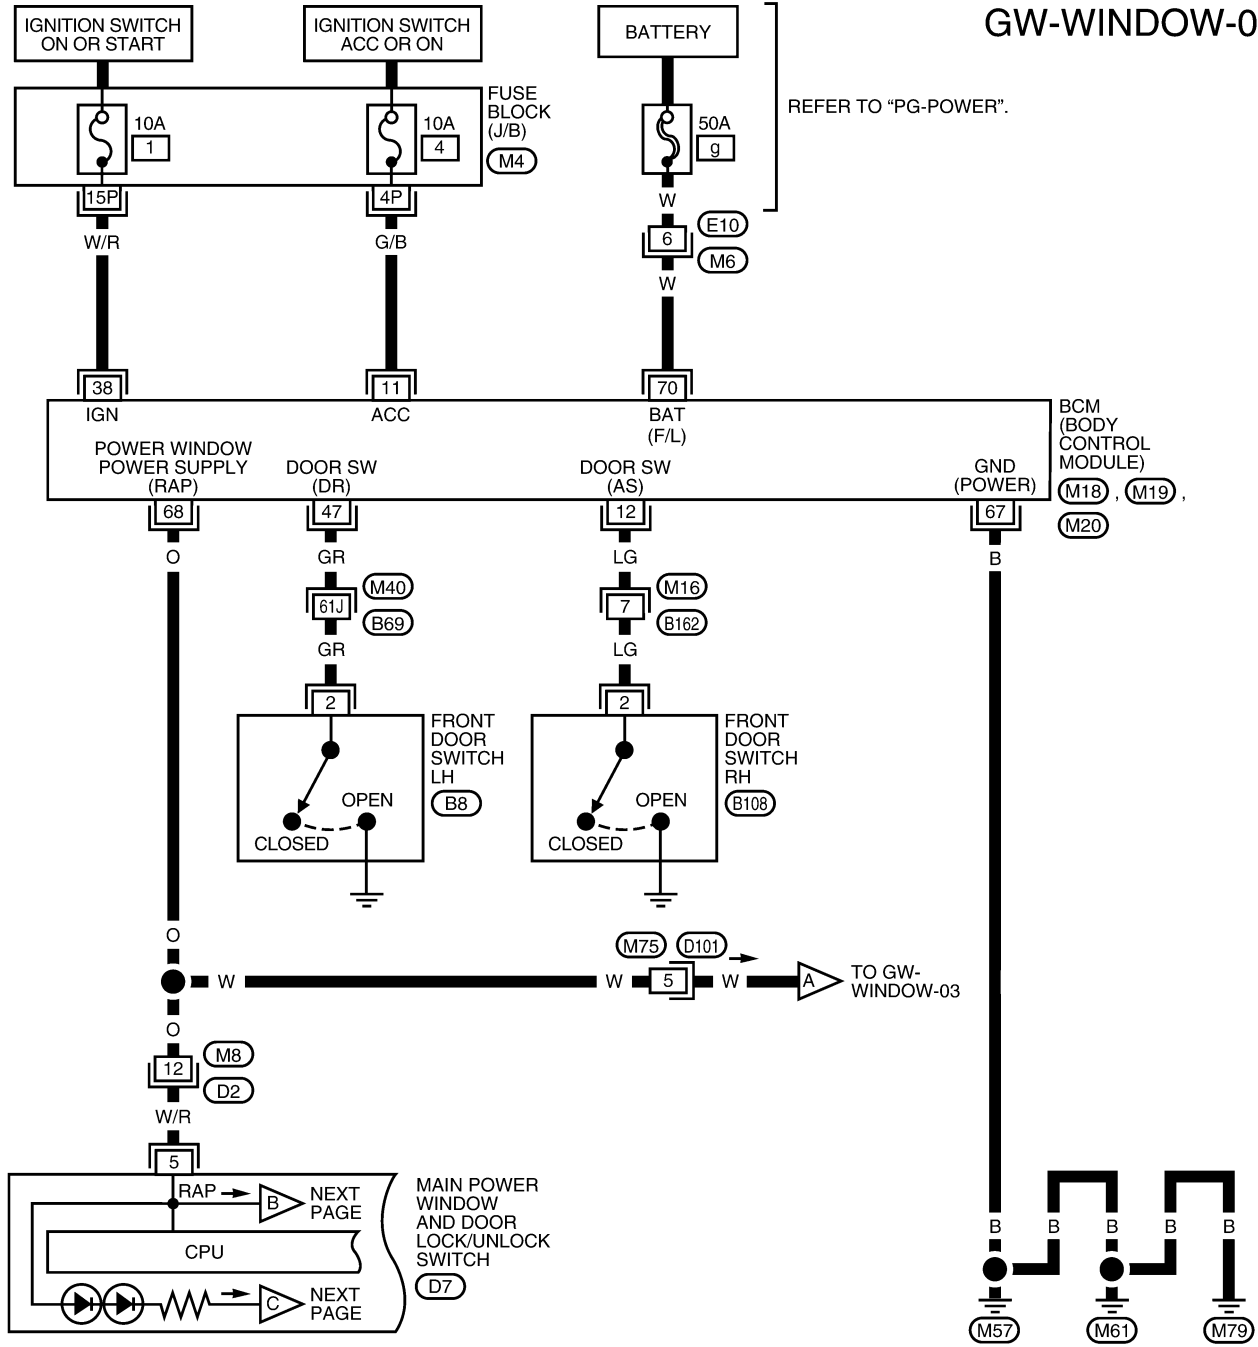 GW-WINDOW-0
IGNITION SWITCH
ON OR START
IGNITION SWITCH
ACC OR ON
BATTERY
REFER TO “PG-POWER”.
10A
1
10A
4
FUSE
BLOCK
(J/B)
M4
50A
g
15P
4P
W
W/R
G/B
6
E10
M6
W
38
11
70
IGN
ACC
BAT
(F/L)
BCM
(BODY
CONTROL
MODULE)
M18 , M19 ,
M20
POWER WINDOW
POWER SUPPLY
(RAP)
DOOR SW
(DR)
DOOR SW
(AS)
GND
(POWER)
68
47
12
67
O
GR
LG
B
61J
M40
B69
7
M16
B162
GR
LG
2
2
FRONT
DOOR
SWITCH
LH
B8
OPEN
CLOSED
FRONT
DOOR
SWITCH
RH
B108
OPEN
CLOSED
O
W
W
M75
D101
5
W
A
TO GW-
WINDOW-03
O
12
M8
D2
W/R
5
RAP
B
NEXT
PAGE
CPU
C
NEXT
PAGE
MAIN POWER
WINDOW
AND DOOR
LOCK/UNLOCK
SWITCH
D7
B
B
B
B
B
M57
M61
M79